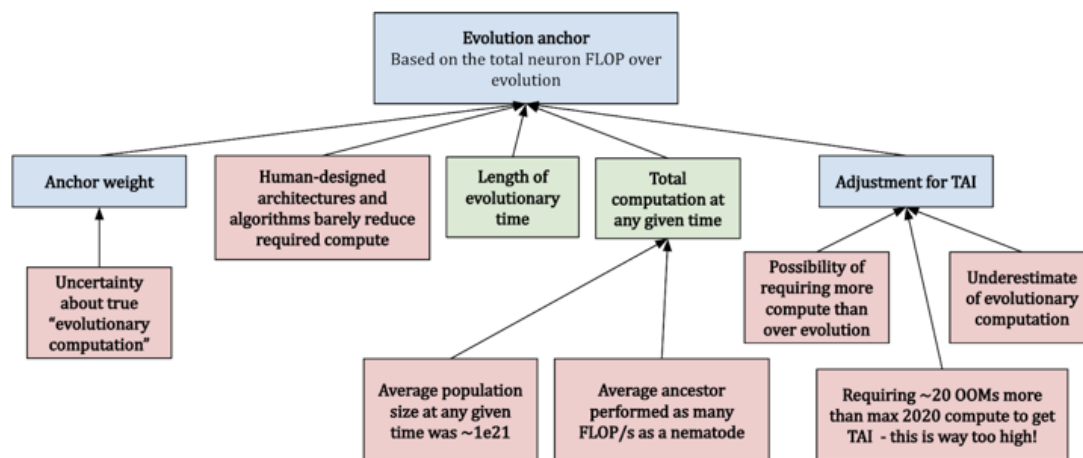 Evolution anchor
Based on the total neuron FLOP over
evolution
Anchor weight
Human-designed
architectures and
algorithms barely reduce
required compute
Length of
evolutionary
time
Total
computation at
any given time
Adjustment for TAI
Uncertainty
about true
“evolutionary
computation”
Possibility of
requiring more
compute than
over evolution
Underestimate
of evolutionary
computation
Average population
size at any given
time was ~1e21
Average ancestor
performed as many
FLOP/s as a nematode
Requiring ~20 OOMs more
than max 2020 compute to get
TAI - this is way too high!